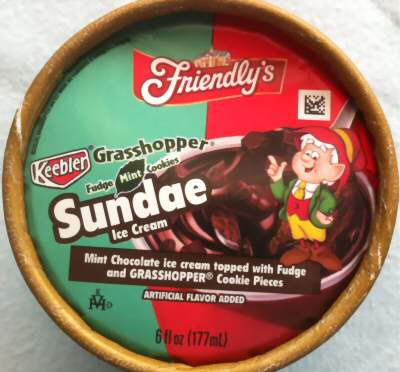 Friendly's
Keebler®
Grasshopper®
Fudge Mint Cookies
Sundae
Ice Cream
Mint Chocolate ice cream topped with Fudge
and GRASSHOPPER® Cookie Pieces
ARTIFICIAL FLAVOR ADDED
6 fl oz (177mL)